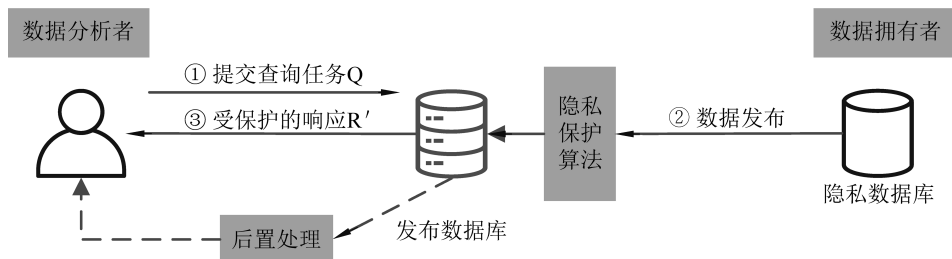 数据分析者
数据拥有者
① 提交查询任务Q
③ 受保护的响应R′
隐私
保护
算法
② 数据发布
隐私数据库
后置处理
发布数据库